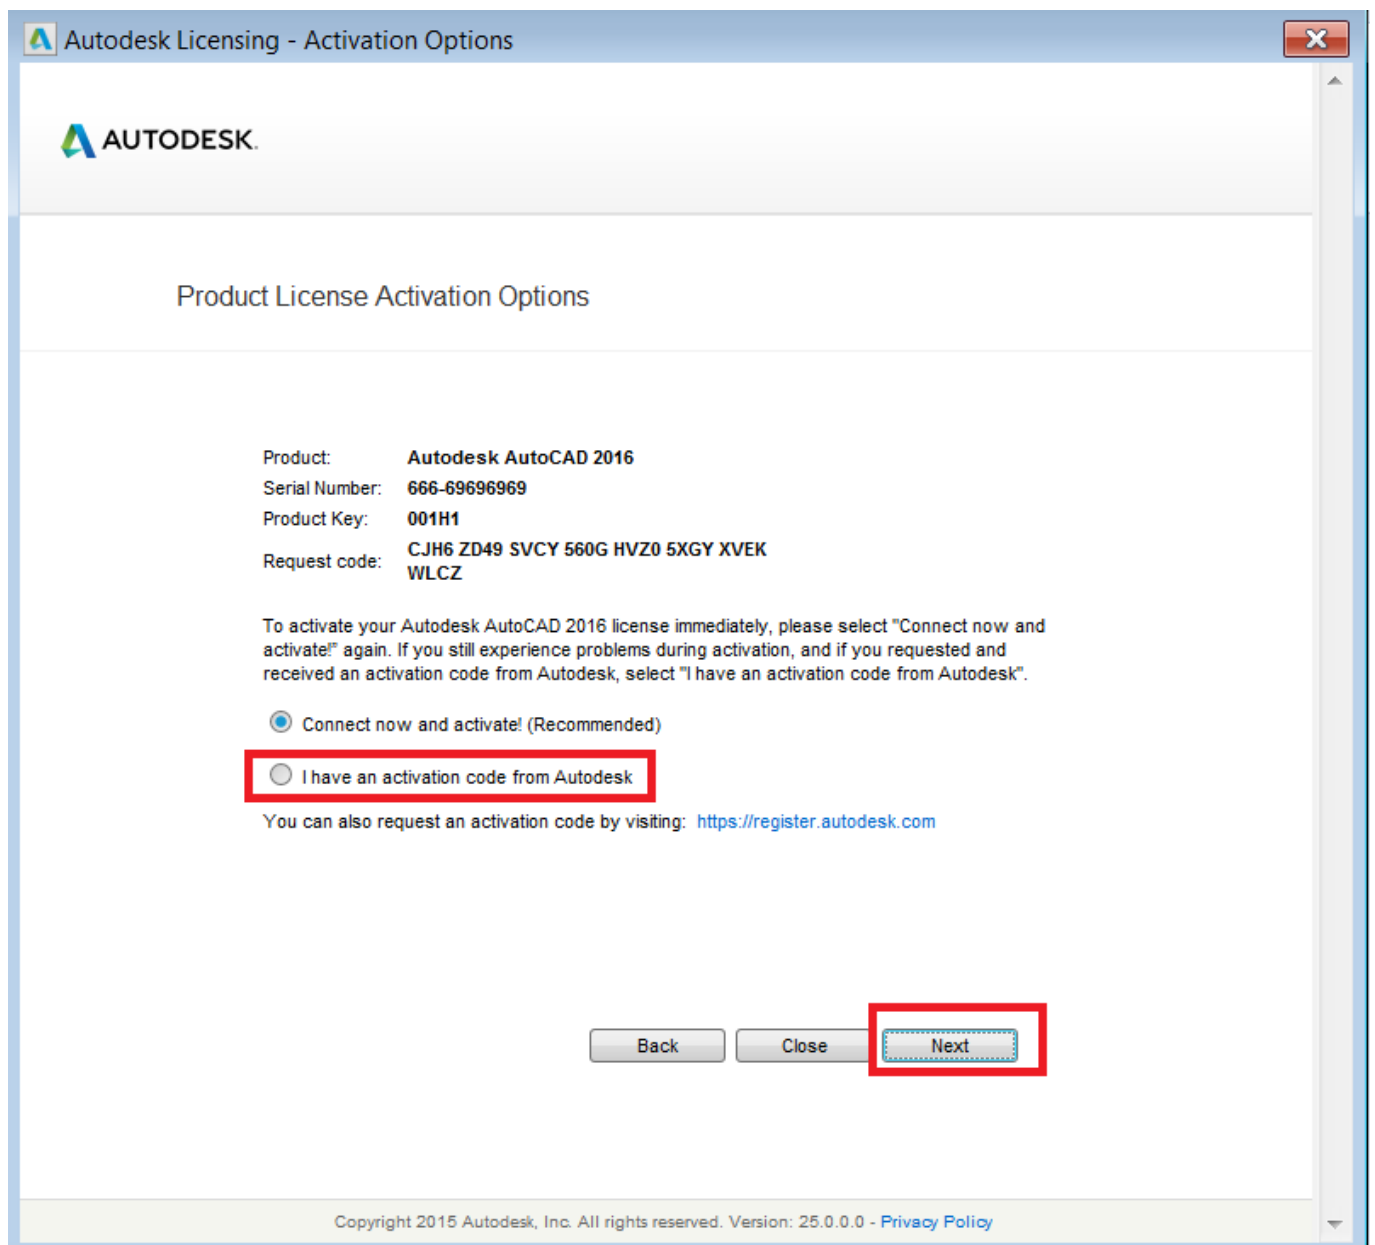 Autodesk Licensing - Activation Options
AUTODESK.
Product License Activation Options
Product: Autodesk AutoCAD 2016
Serial Number: 666-69696969
Product Key: 001H1
Request code: CJH6 ZD49 SVCY 560G HVZ0 5XGY XVEK
WLCZ
To activate your Autodesk AutoCAD 2016 license immediately, please select "Connect now and
activate!" again. If you still experience problems during activation, and if you requested and
received an activation code from Autodesk, select "I have an activation code from Autodesk".
Connect now and activate! (Recommended)
I have an activation code from Autodesk
You can also request an activation code by visiting: https://register.autodesk.com
Back Close Next
Copyright 2015 Autodesk, Inc. All rights reserved. Version: 25.0.0.0 - Privacy Policy